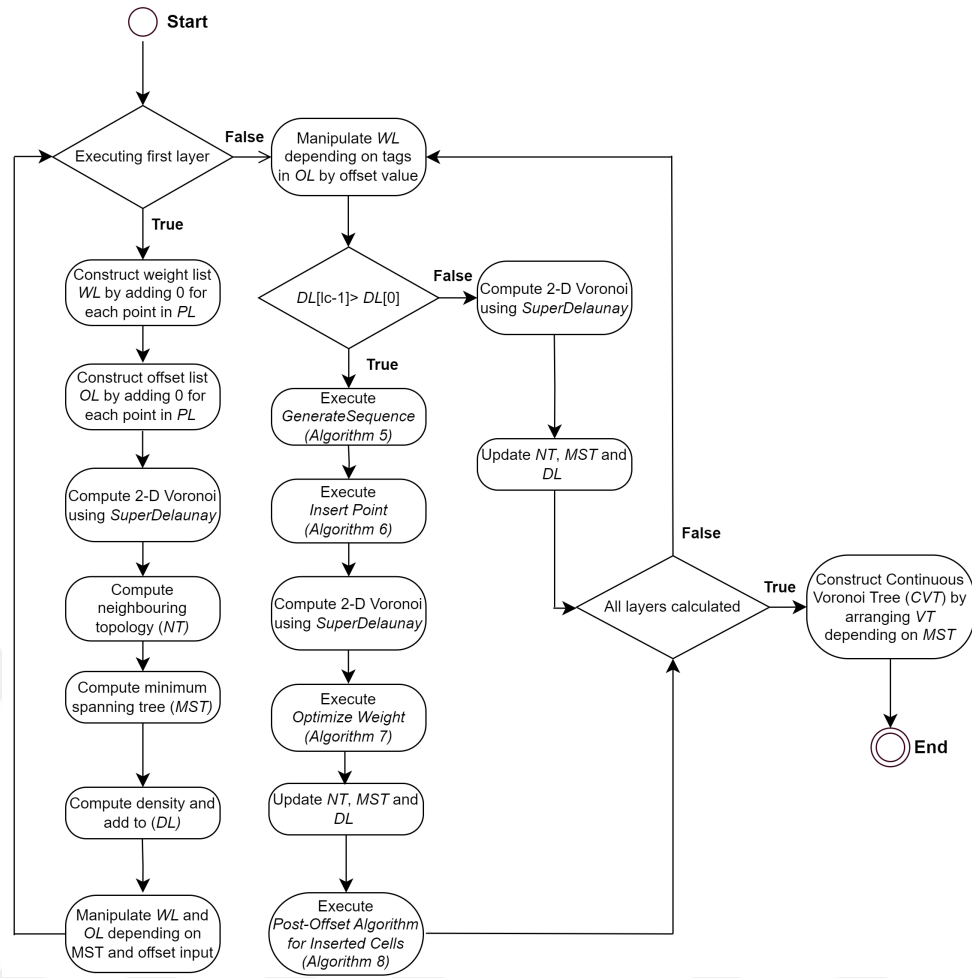 Start
Executing first layer
False
True
Construct weight list
WL by adding 0 for
each point in PL
Construct offset list
OL by adding 0 for
each point in PL
Compute 2-D Voronoi
using SuperDelaunay
Compute
neighbouring
topology (NT)
Compute minimum
spanning tree (MST)
Compute density and
add to (DL)
Manipulate WL and
OL depending on
MST and offset input
Manipulate WL
depending on tags
in OL by offset value
DL[lc-1]> DL[0]
False
True
Compute 2-D Voronoi
using SuperDelaunay
Update NT, MST and
DL
Execute
GenerateSequence
(Algorithm 5)
Execute
Insert Point
(Algorithm 6)
Compute 2-D Voronoi
using SuperDelaunay
Execute
Optimize Weight
(Algorithm 7)
Update NT, MST and
DL
Execute
Post-Offset Algorithm
for Inserted Cells
(Algorithm 8)
All layers calculated
False
True
Construct Continuous
Voronoi Tree (CVT) by
arranging VT
depending on MST
End